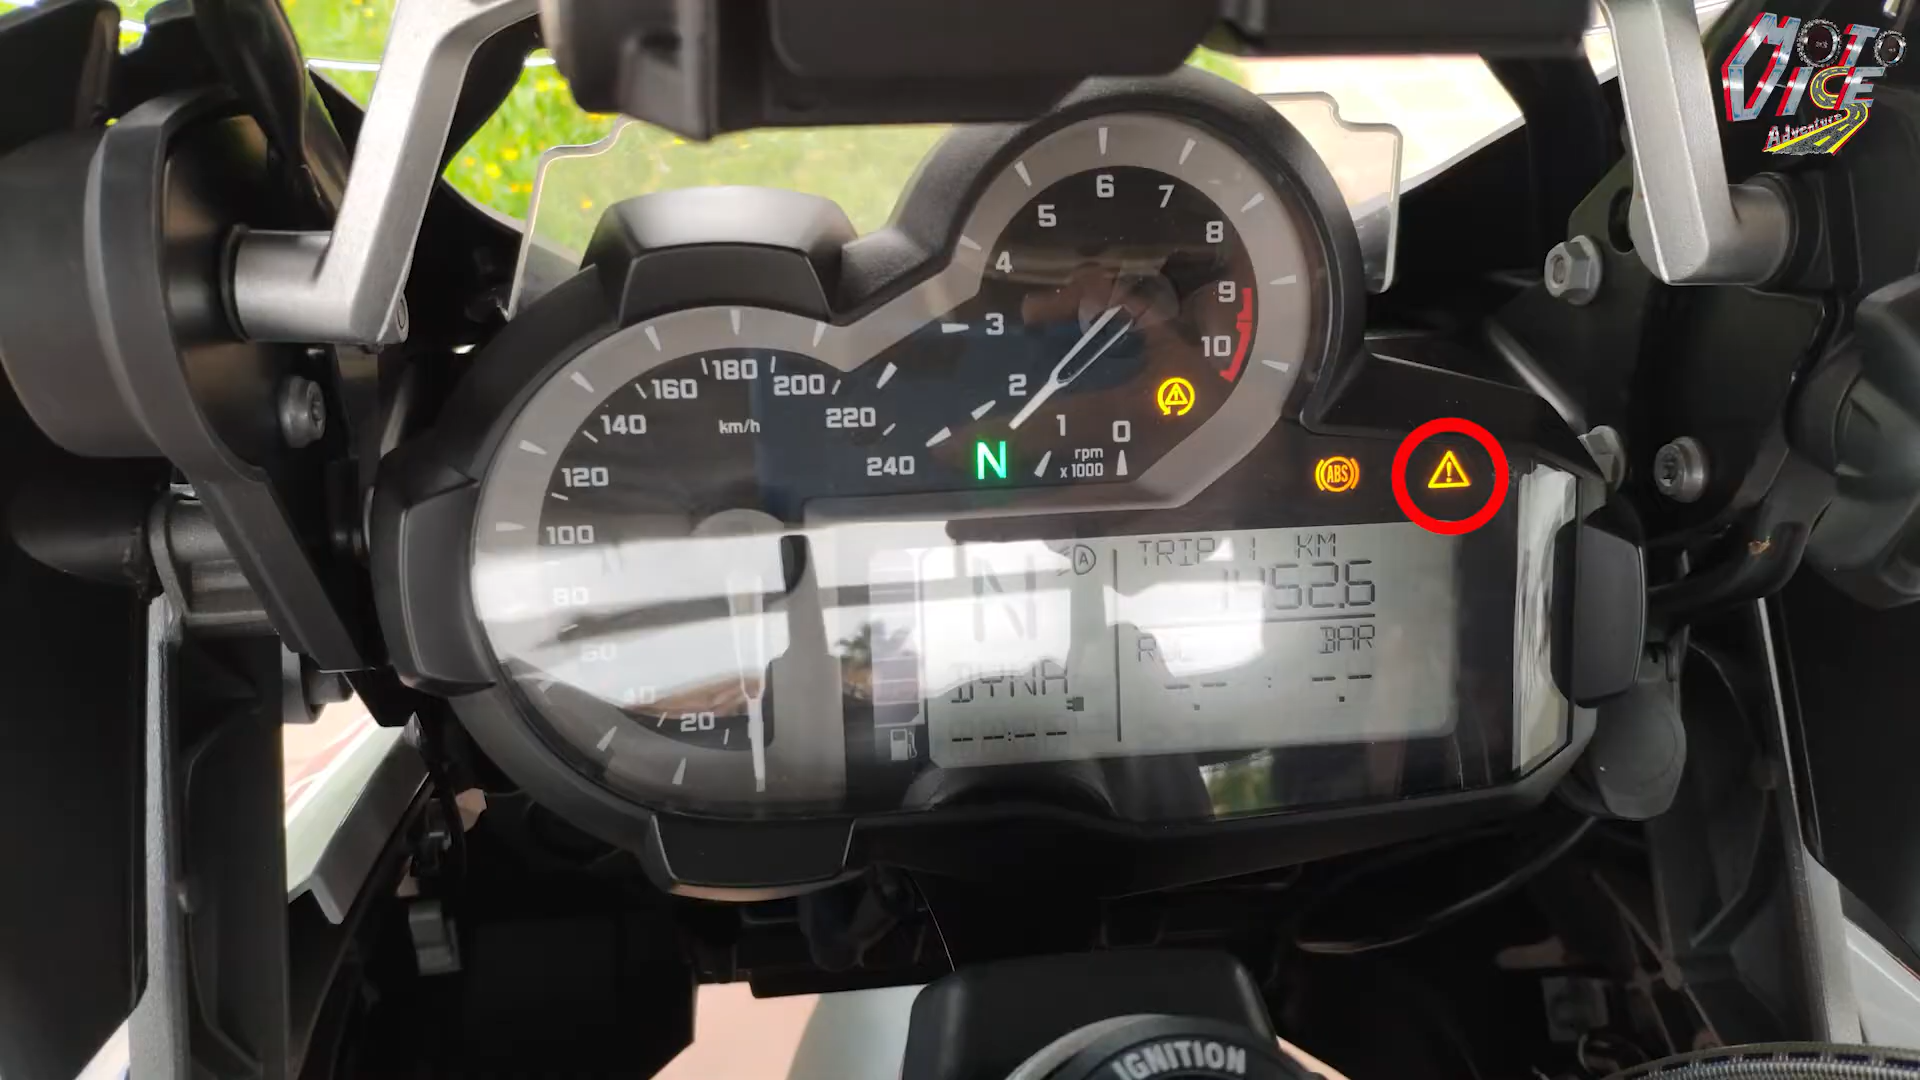 MOTO
VICE
Adventure
6
5
7
8
4
9
3
10
2
1
0
rpm
x 1000
180
160
200
140
km/h
220
240
N
120
100
80
60
40
20
ABS
N
A
TRIP 1 KM
1452.6
BAR
DYNA
-- -- : -- --
-- -- : -- --
-- . --
IGNITION